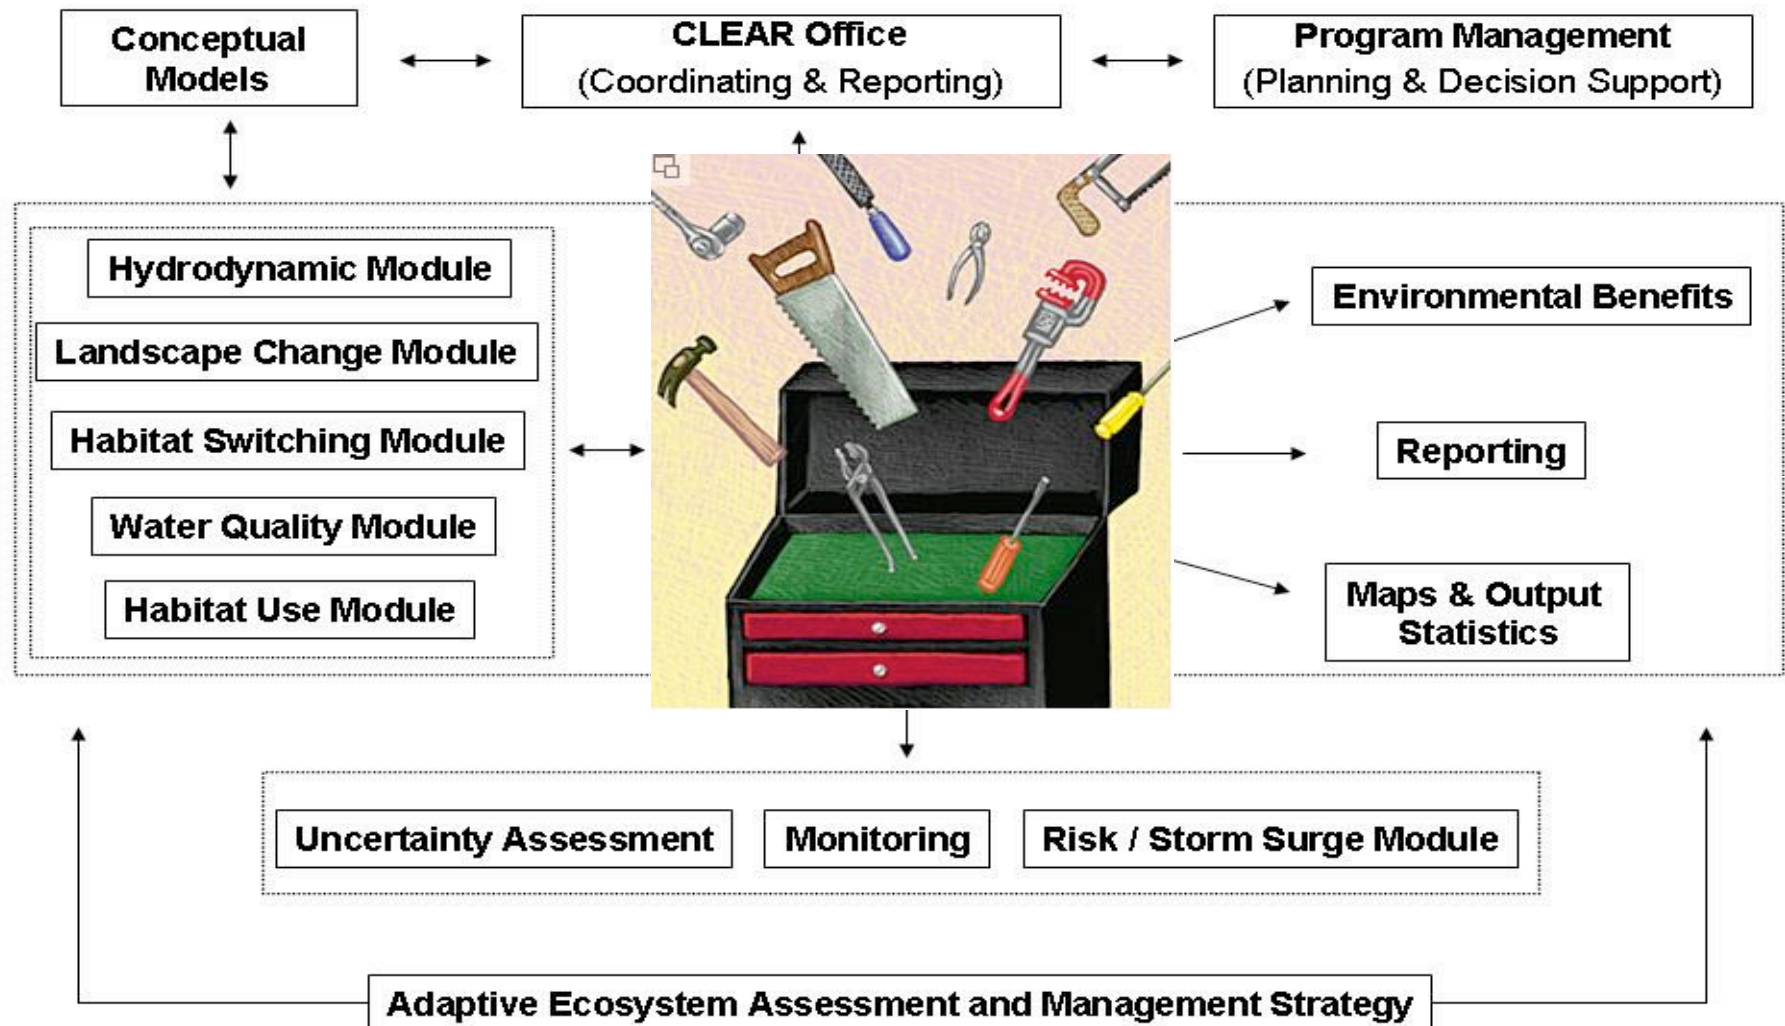 Conceptual
Models
CLEAR Office
(Coordinating & Reporting)
Program Management
(Planning & Decision Support)
Hydrodynamic Module
Landscape Change Module
Habitat Switching Module
Water Quality Module
Habitat Use Module
Environmental Benefits
Reporting
Maps & Output
Statistics
Uncertainty Assessment
Monitoring
Risk / Storm Surge Module
Adaptive Ecosystem Assessment and Management Strategy